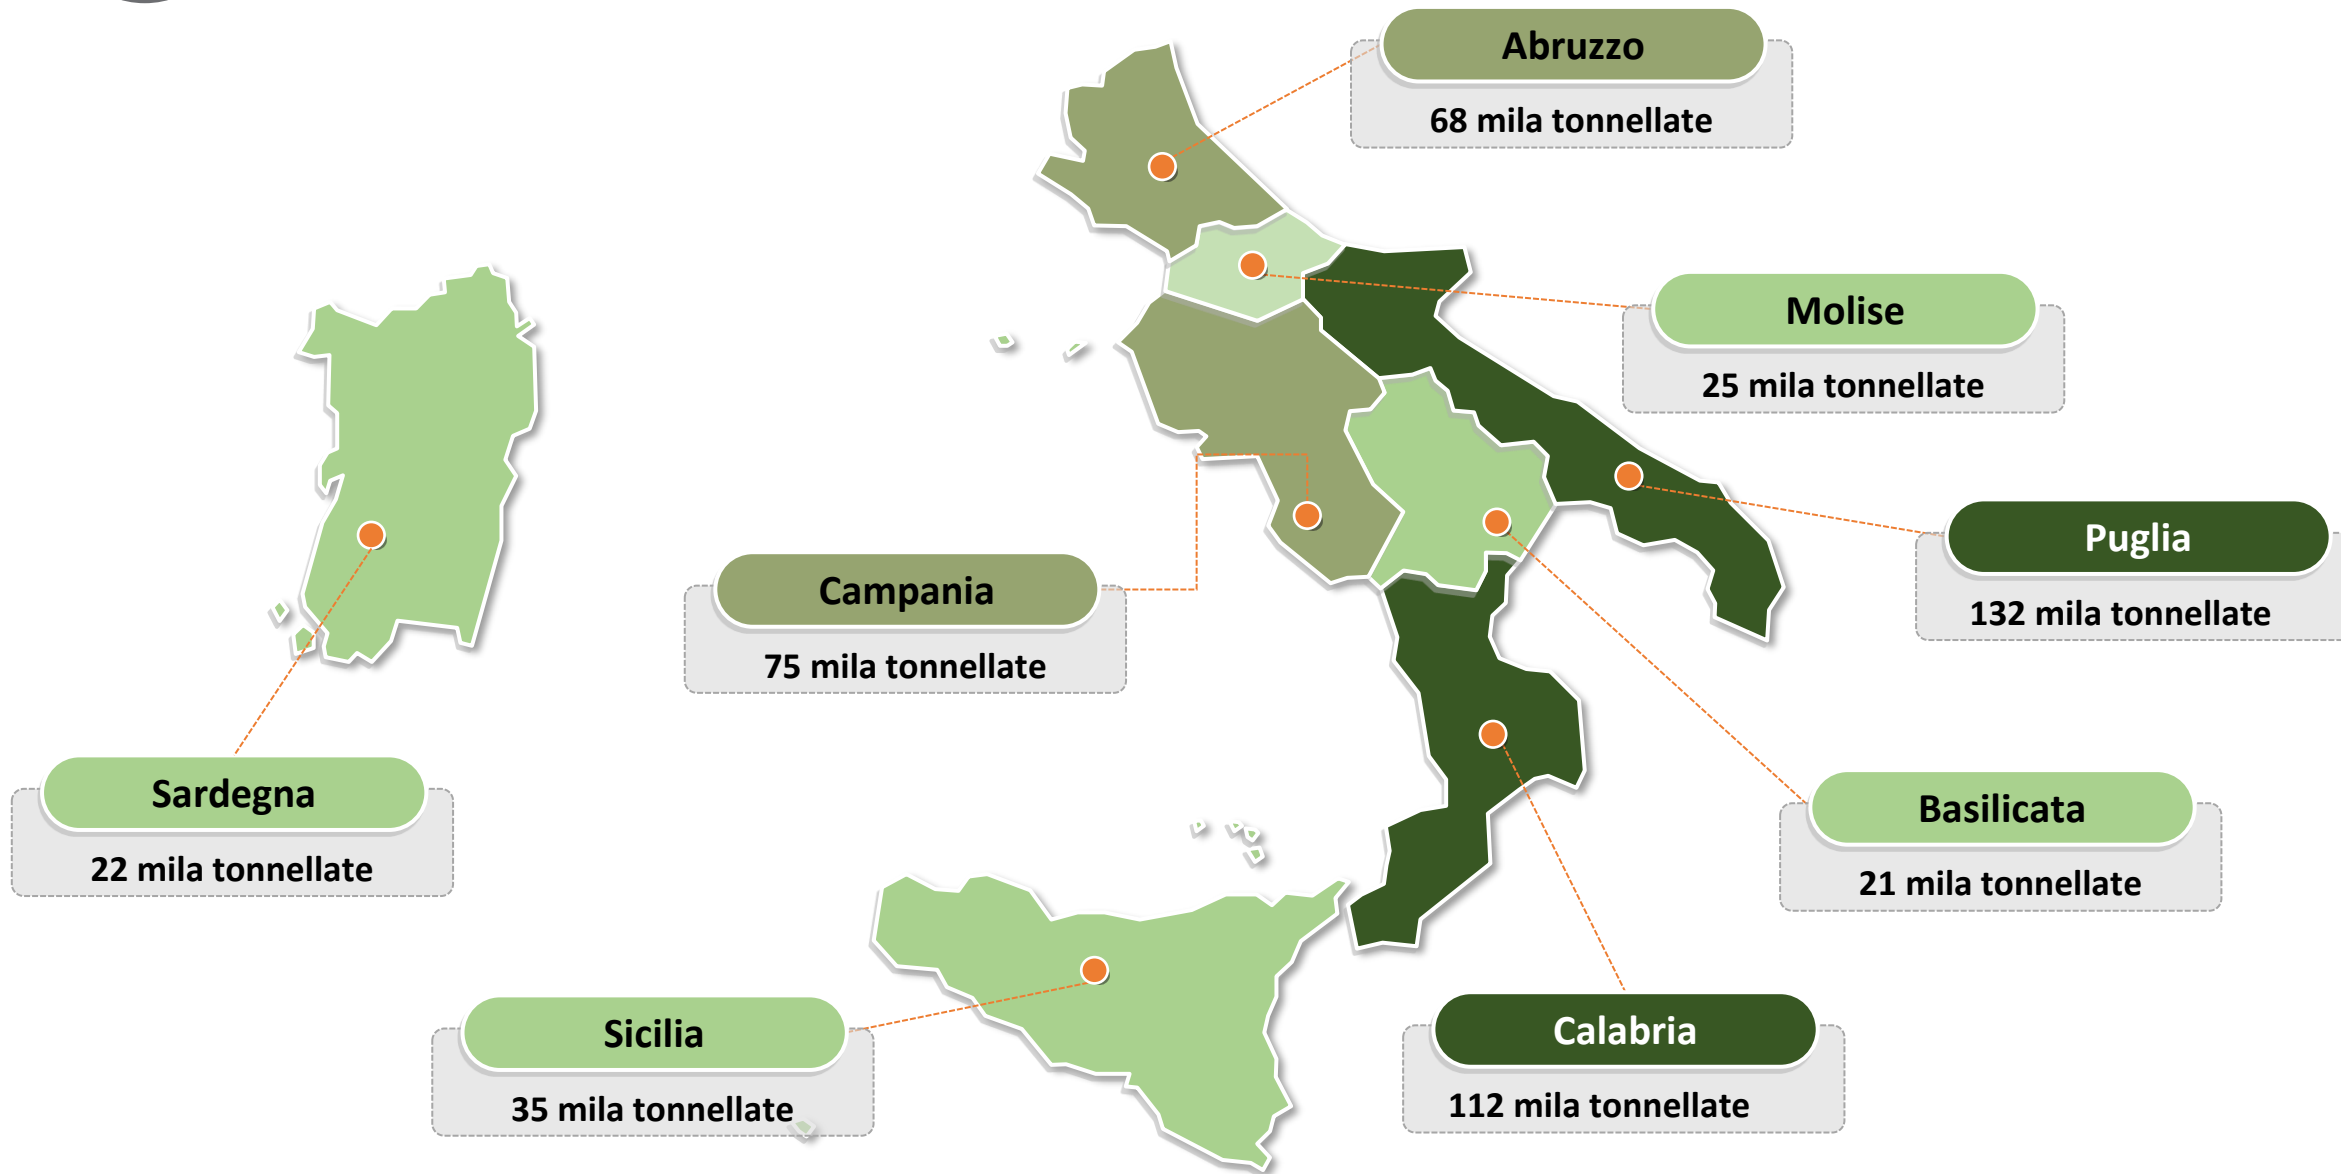 Abruzzo
68 mila tonnellate
Molise
25 mila tonnellate
Puglia
132 mila tonnellate
Campania
75 mila tonnellate
Sardegna
22 mila tonnellate
Basilicata
21 mila tonnellate
Sicilia
35 mila tonnellate
Calabria
112 mila tonnellate